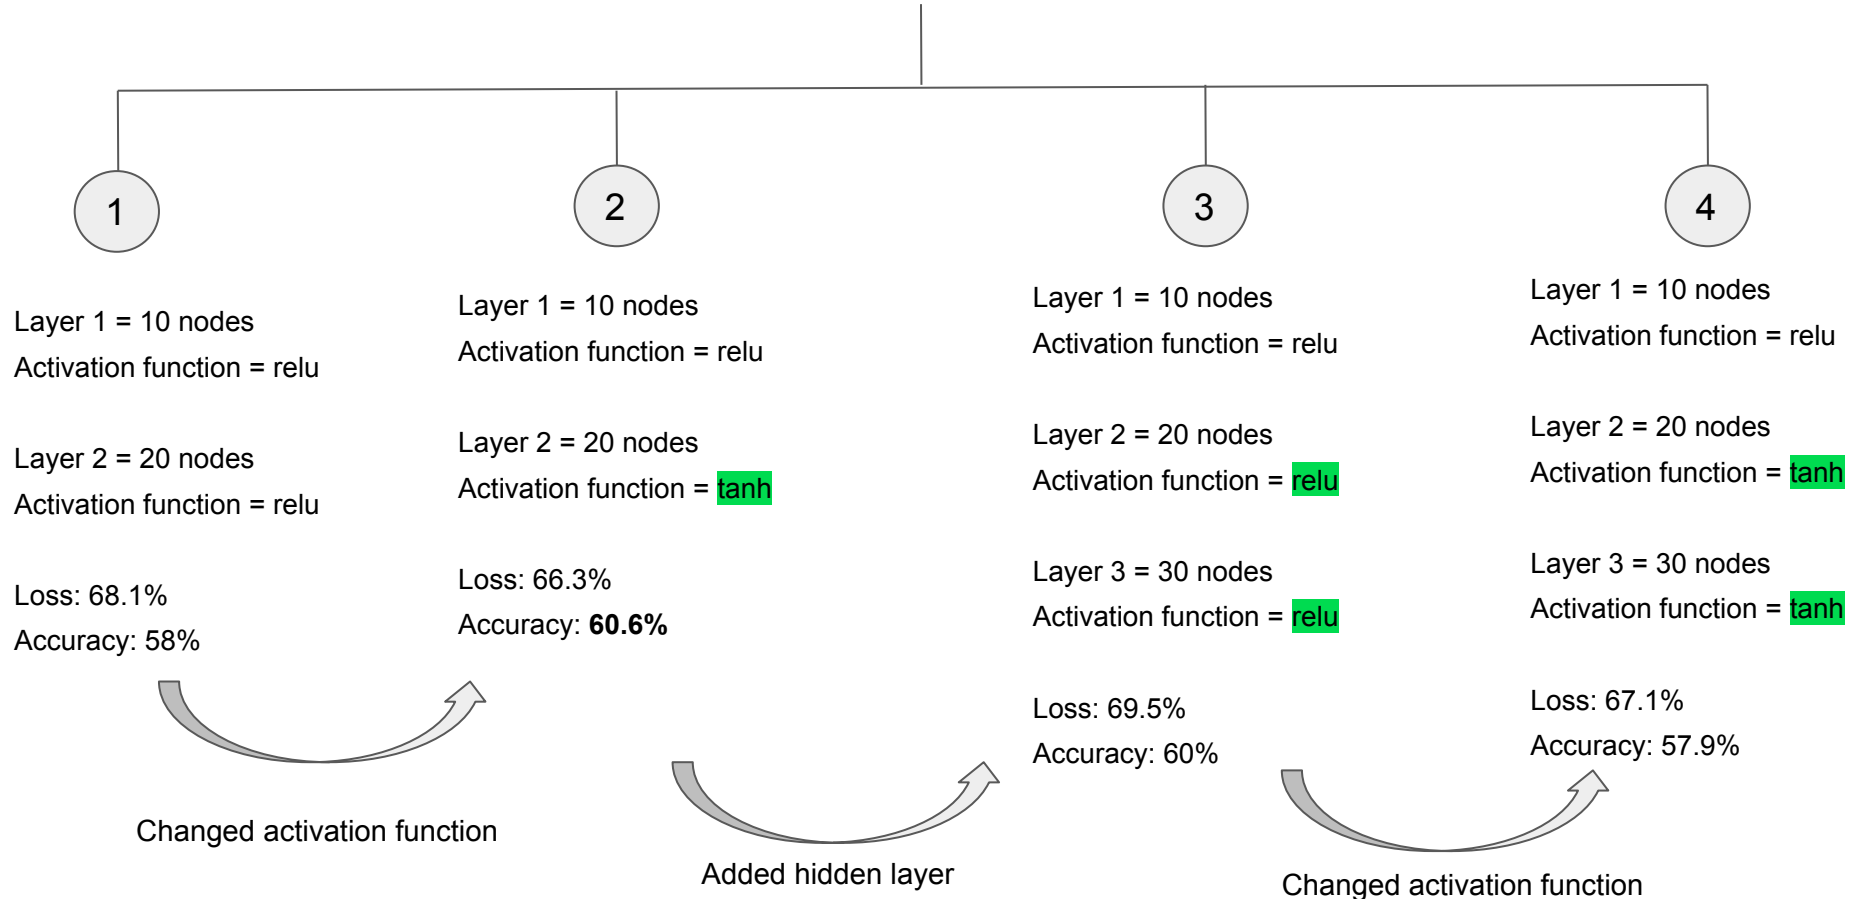 1
Layer 1 = 10 nodes
Activation function = relu
Layer 2 = 20 nodes
Activation function = relu
Loss: 68.1%
Accuracy: 58%
Changed activation function
2
Layer 1 = 10 nodes
Activation function = relu
Layer 2 = 20 nodes
Activation function = tanh
Loss: 66.3%
Accuracy: 60.6%
Added hidden layer
3
Layer 1 = 10 nodes
Activation function = relu
Layer 2 = 20 nodes
Activation function = relu
Layer 3 = 30 nodes
Activation function = relu
Loss: 69.5%
Accuracy: 60%
Changed activation function
4
Layer 1 = 10 nodes
Activation function = relu
Layer 2 = 20 nodes
Activation function = tanh
Layer 3 = 30 nodes
Activation function = tanh
Loss: 67.1%
Accuracy: 57.9%